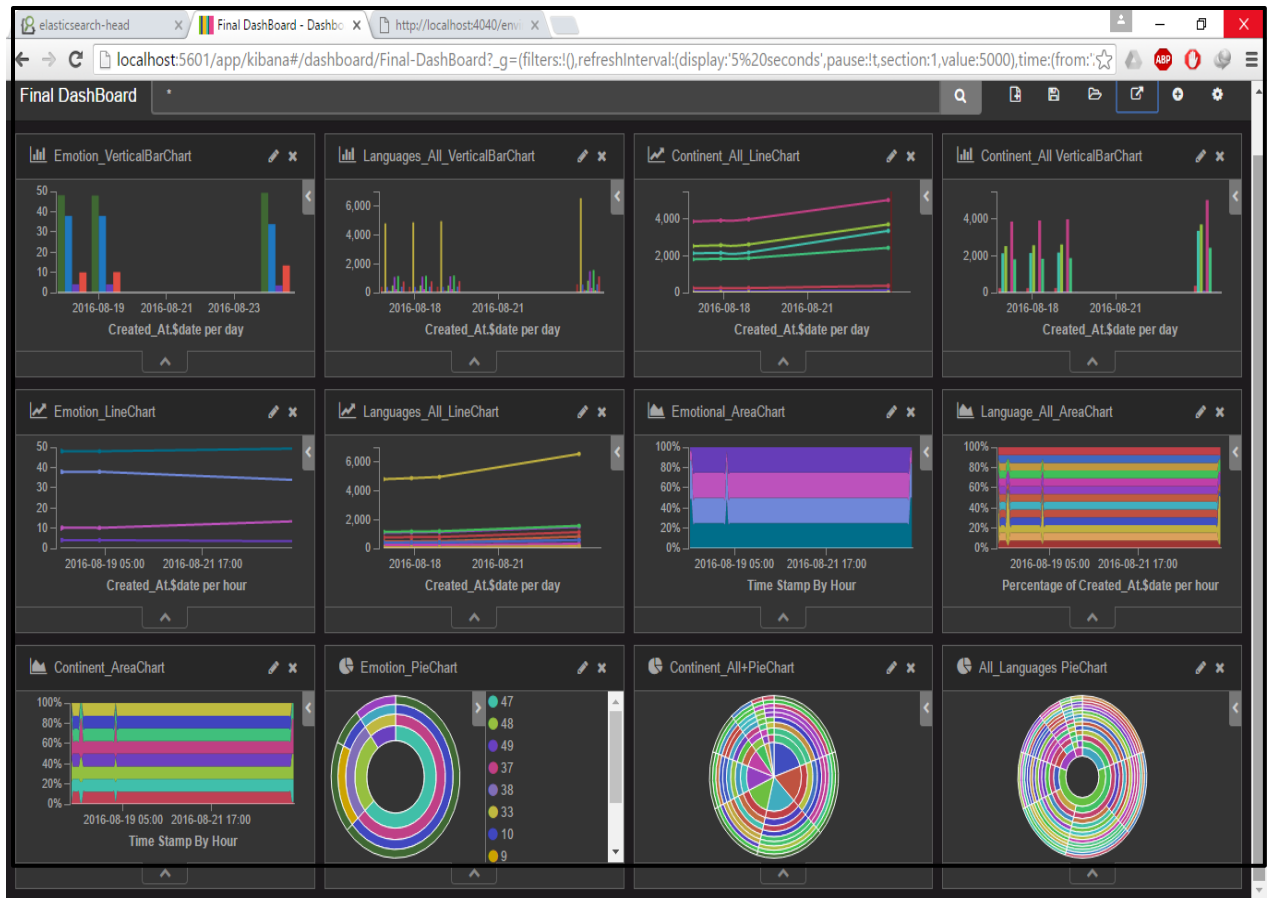 elasticsearch-head
Final DashBoard - Dashbo
http://localhost:4040/envi
localhost:5601/app/kibana#/dashboard/Final-DashBoard?_g=(filters:!(),refreshInterval:(display:'5%20seconds',pause:!t,section:1,value:5000),time:(from:'
ABP
Final DashBoard
*
Emotion_VerticalBarChart
50
40
30
20
10
0
2016-08-19 2016-08-21 2016-08-23
Created_At.$date per day
Languages_All_VerticalBarChart
6,000
4,000
2,000
0
2016-08-18 2016-08-21
Created_At.$date per day
Continent_All_LineChart
4,000
2,000
0
2016-08-18 2016-08-21
Created_At.$date per day
Continent_All VerticalBarChart
4,000
2,000
0
2016-08-18 2016-08-21
Created_At.$date per day
Emotion_LineChart
50
40
30
20
10
0
2016-08-19 05:00 2016-08-21 17:00
Created_At.$date per hour
Languages_All_LineChart
6,000
4,000
2,000
0
2016-08-18 2016-08-21
Created_At.$date per day
Emotional_AreaChart
100%
80%
60%
40%
20%
0%
2016-08-19 05:00 2016-08-21 17:00
Time Stamp By Hour
Language_All_AreaChart
100%
80%
60%
40%
20%
0%
2016-08-19 05:00 2016-08-21 17:00
Percentage of Created_At.$date per hour
Continent_AreaChart
100%
80%
60%
40%
20%
0%
2016-08-19 05:00 2016-08-21 17:00
Time Stamp By Hour
Emotion_PieChart
47
48
49
37
38
33
10
9
Continent_All+PieChart
All_Languages PieChart